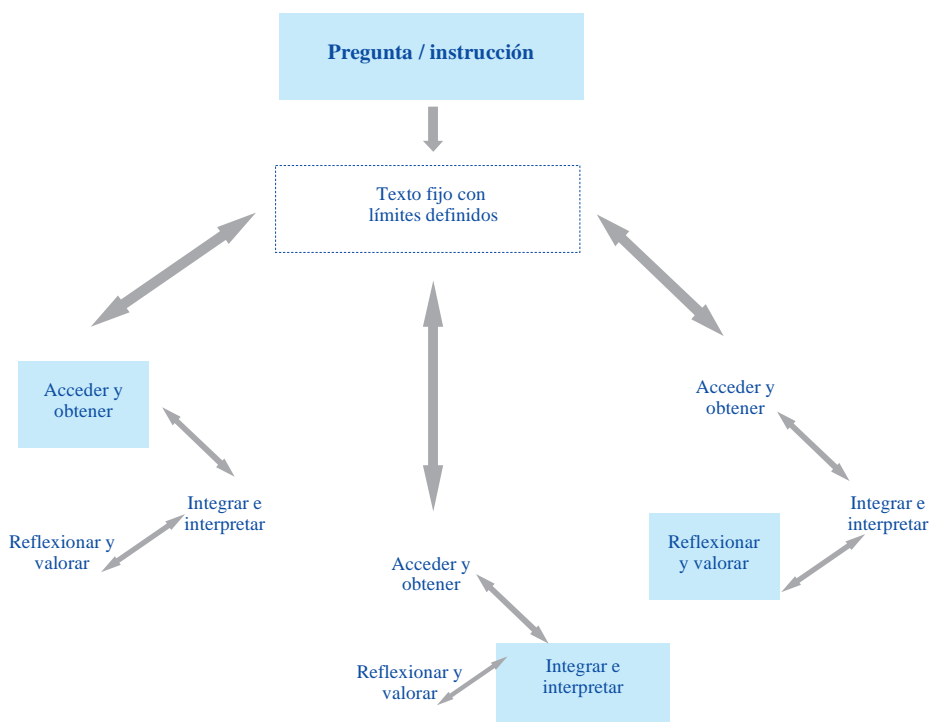 Pregunta / instrucción
Texto fijo con
límites definidos
Acceder y
obtener
Integrar e
interpretar
Reflexionar y
valorar
Acceder y
obtener
Reflexionar y
valorar
Integrar e
interpretar
Acceder y
obtener
Integrar e
interpretar
Reflexionar
y valorar